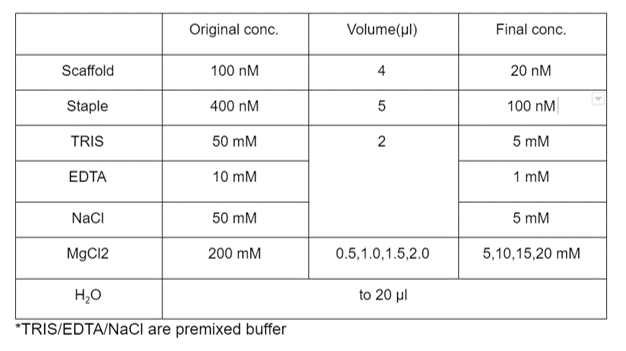 Original conc. Volume(µl) Final conc.
Scaffold 100 nM 4 20 nM
Staple 400 nM 5 100 nM
TRIS 50 mM 2 5 mM
EDTA 10 mM 1 mM
NaCl 50 mM 5 mM
MgCl2 200 mM 0.5,1.0,1.5,2.0 5,10,15,20 mM
H₂O to 20 µl
*TRIS/EDTA/NaCl are premixed buffer